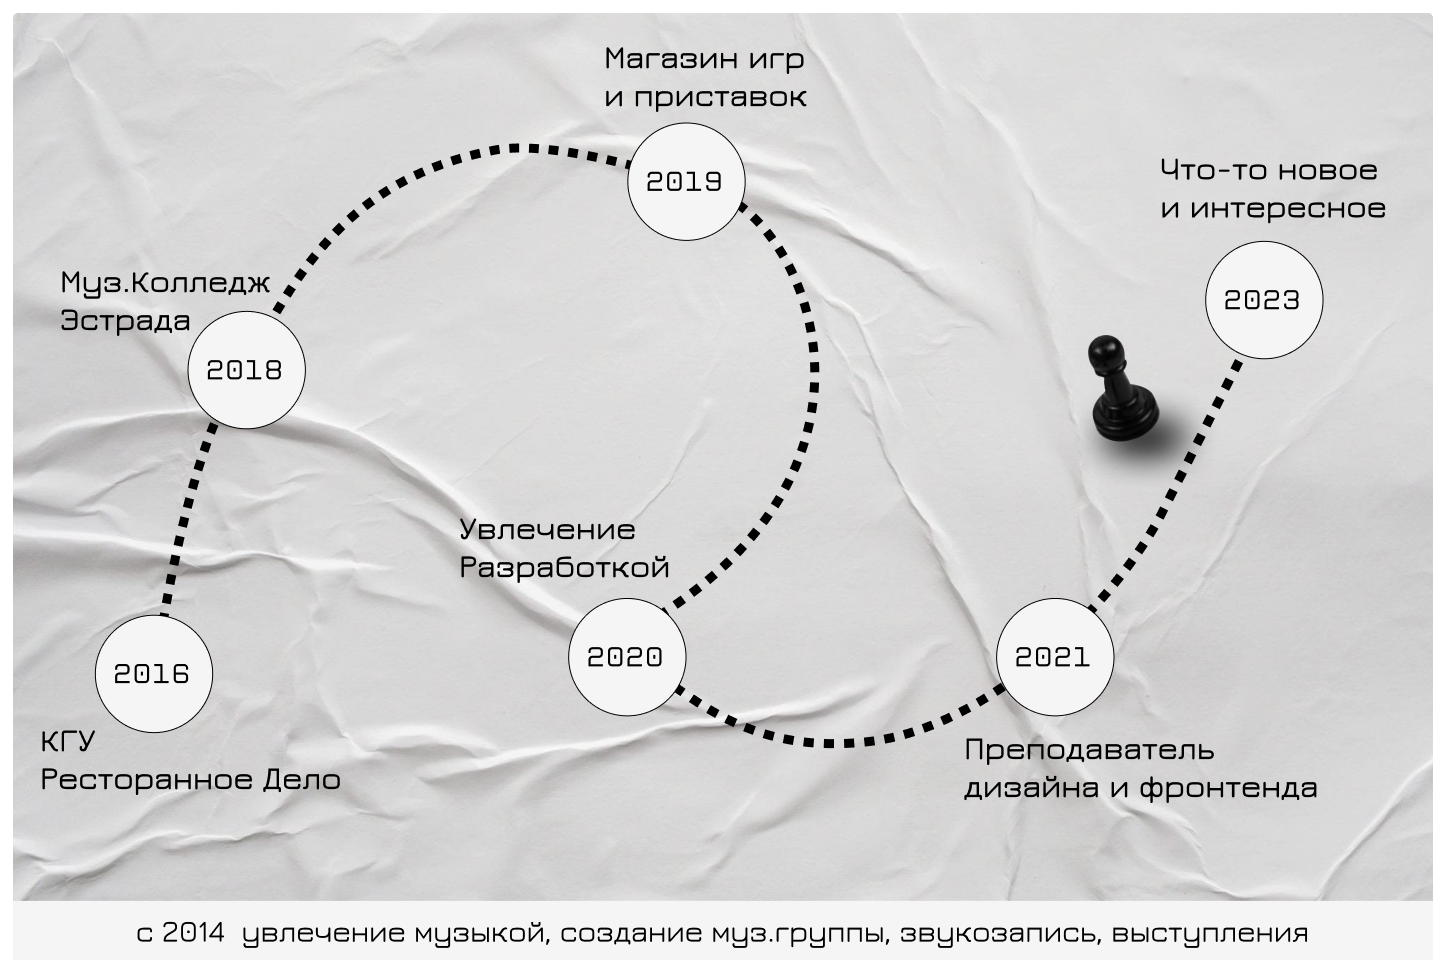 Магазин игр
и приставок
2019
Что-то новое
и интересное
2023
Муз.Колледж
Эстрада
2018
Увлечение
Разработкой
2020
2016
КГУ
Ресторанное Дело
2021
Преподаватель
дизайна и фронтенда
с 2014 увлечение музыкой, создание муз.группы, звукозапись, выступления